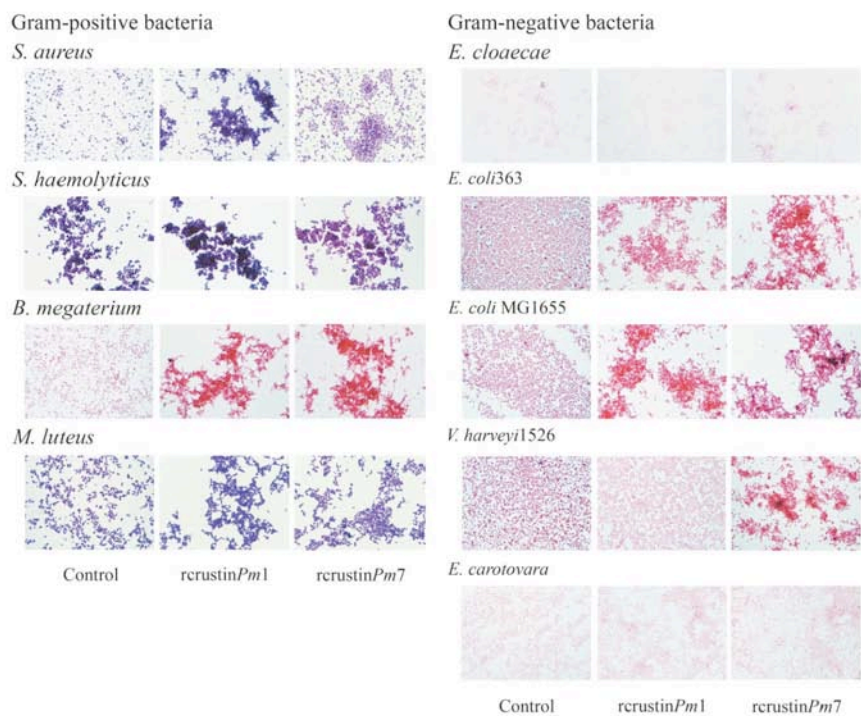 Gram-positive bacteria
S. aureus
S. haemolyticus
B. megaterium
M. luteus
Control rcrustinPm1 rcrustinPm7
Gram-negative bacteria
E. cloaecae
E. coli363
E. coli MG1655
V. harveyi1526
E. carotovara
Control rcrustinPm1 rcrustinPm7